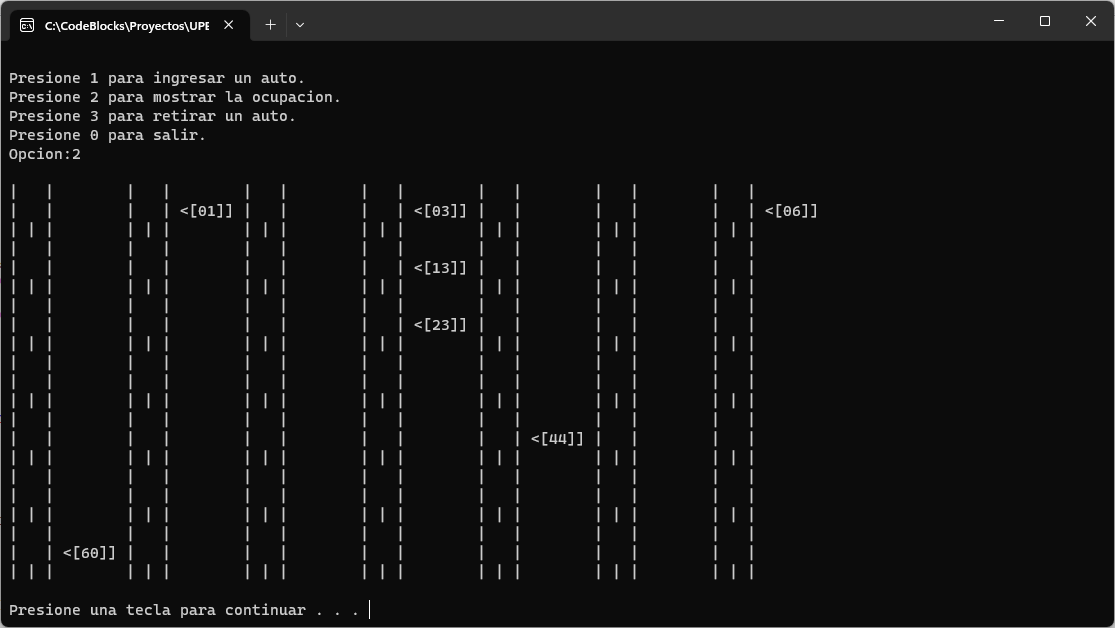 C:\CodeBlocks\Proyectos\UPE
Presione 1 para ingresar un auto.
Presione 2 para mostrar la ocupacion.
Presione 3 para retirar un auto.
Presione 0 para salir.
Opcion:2
|   |        |   |        |   |        |   |        |   |        |   |        |   |
|   |        |   | <[01]] |   |        |   | <[03]] |   |        |   |        |   | <[06]]
| | |        | | |        | | |        | | |        | | |        | | |        | | |
|   |        |   |        |   |        |   |        |   |        |   |        |   |
|   |        |   |        |   |        |   | <[13]] |   |        |   |        |   |
| | |        | | |        | | |        | | |        | | |        | | |        | | |
|   |        |   |        |   |        |   |        |   |        |   |        |   |
|   |        |   |        |   |        |   | <[23]] |   |        |   |        |   |
| | |        | | |        | | |        | | |        | | |        | | |        | | |
|   |        |   |        |   |        |   |        |   |        |   |        |   |
|   |        |   |        |   |        |   |        |   |        |   |        |   |
| | |        | | |        | | |        | | |        | | |        | | |        | | |
|   |        |   |        |   |        |   |        |   |        |   |        |   |
|   |        |   |        |   |        |   |        |   | <[44]] |   |        |   |
| | |        | | |        | | |        | | |        | | |        | | |        | | |
|   |        |   |        |   |        |   |        |   |        |   |        |   |
|   |        |   |        |   |        |   |        |   |        |   |        |   |
| | |        | | |        | | |        | | |        | | |        | | |        | | |
|   |        |   |        |   |        |   |        |   |        |   |        |   |
|   | <[60]] |   |        |   |        |   |        |   |        |   |        |   |
| | |        | | |        | | |        | | |        | | |        | | |        | | |
Presione una tecla para continuar . . .